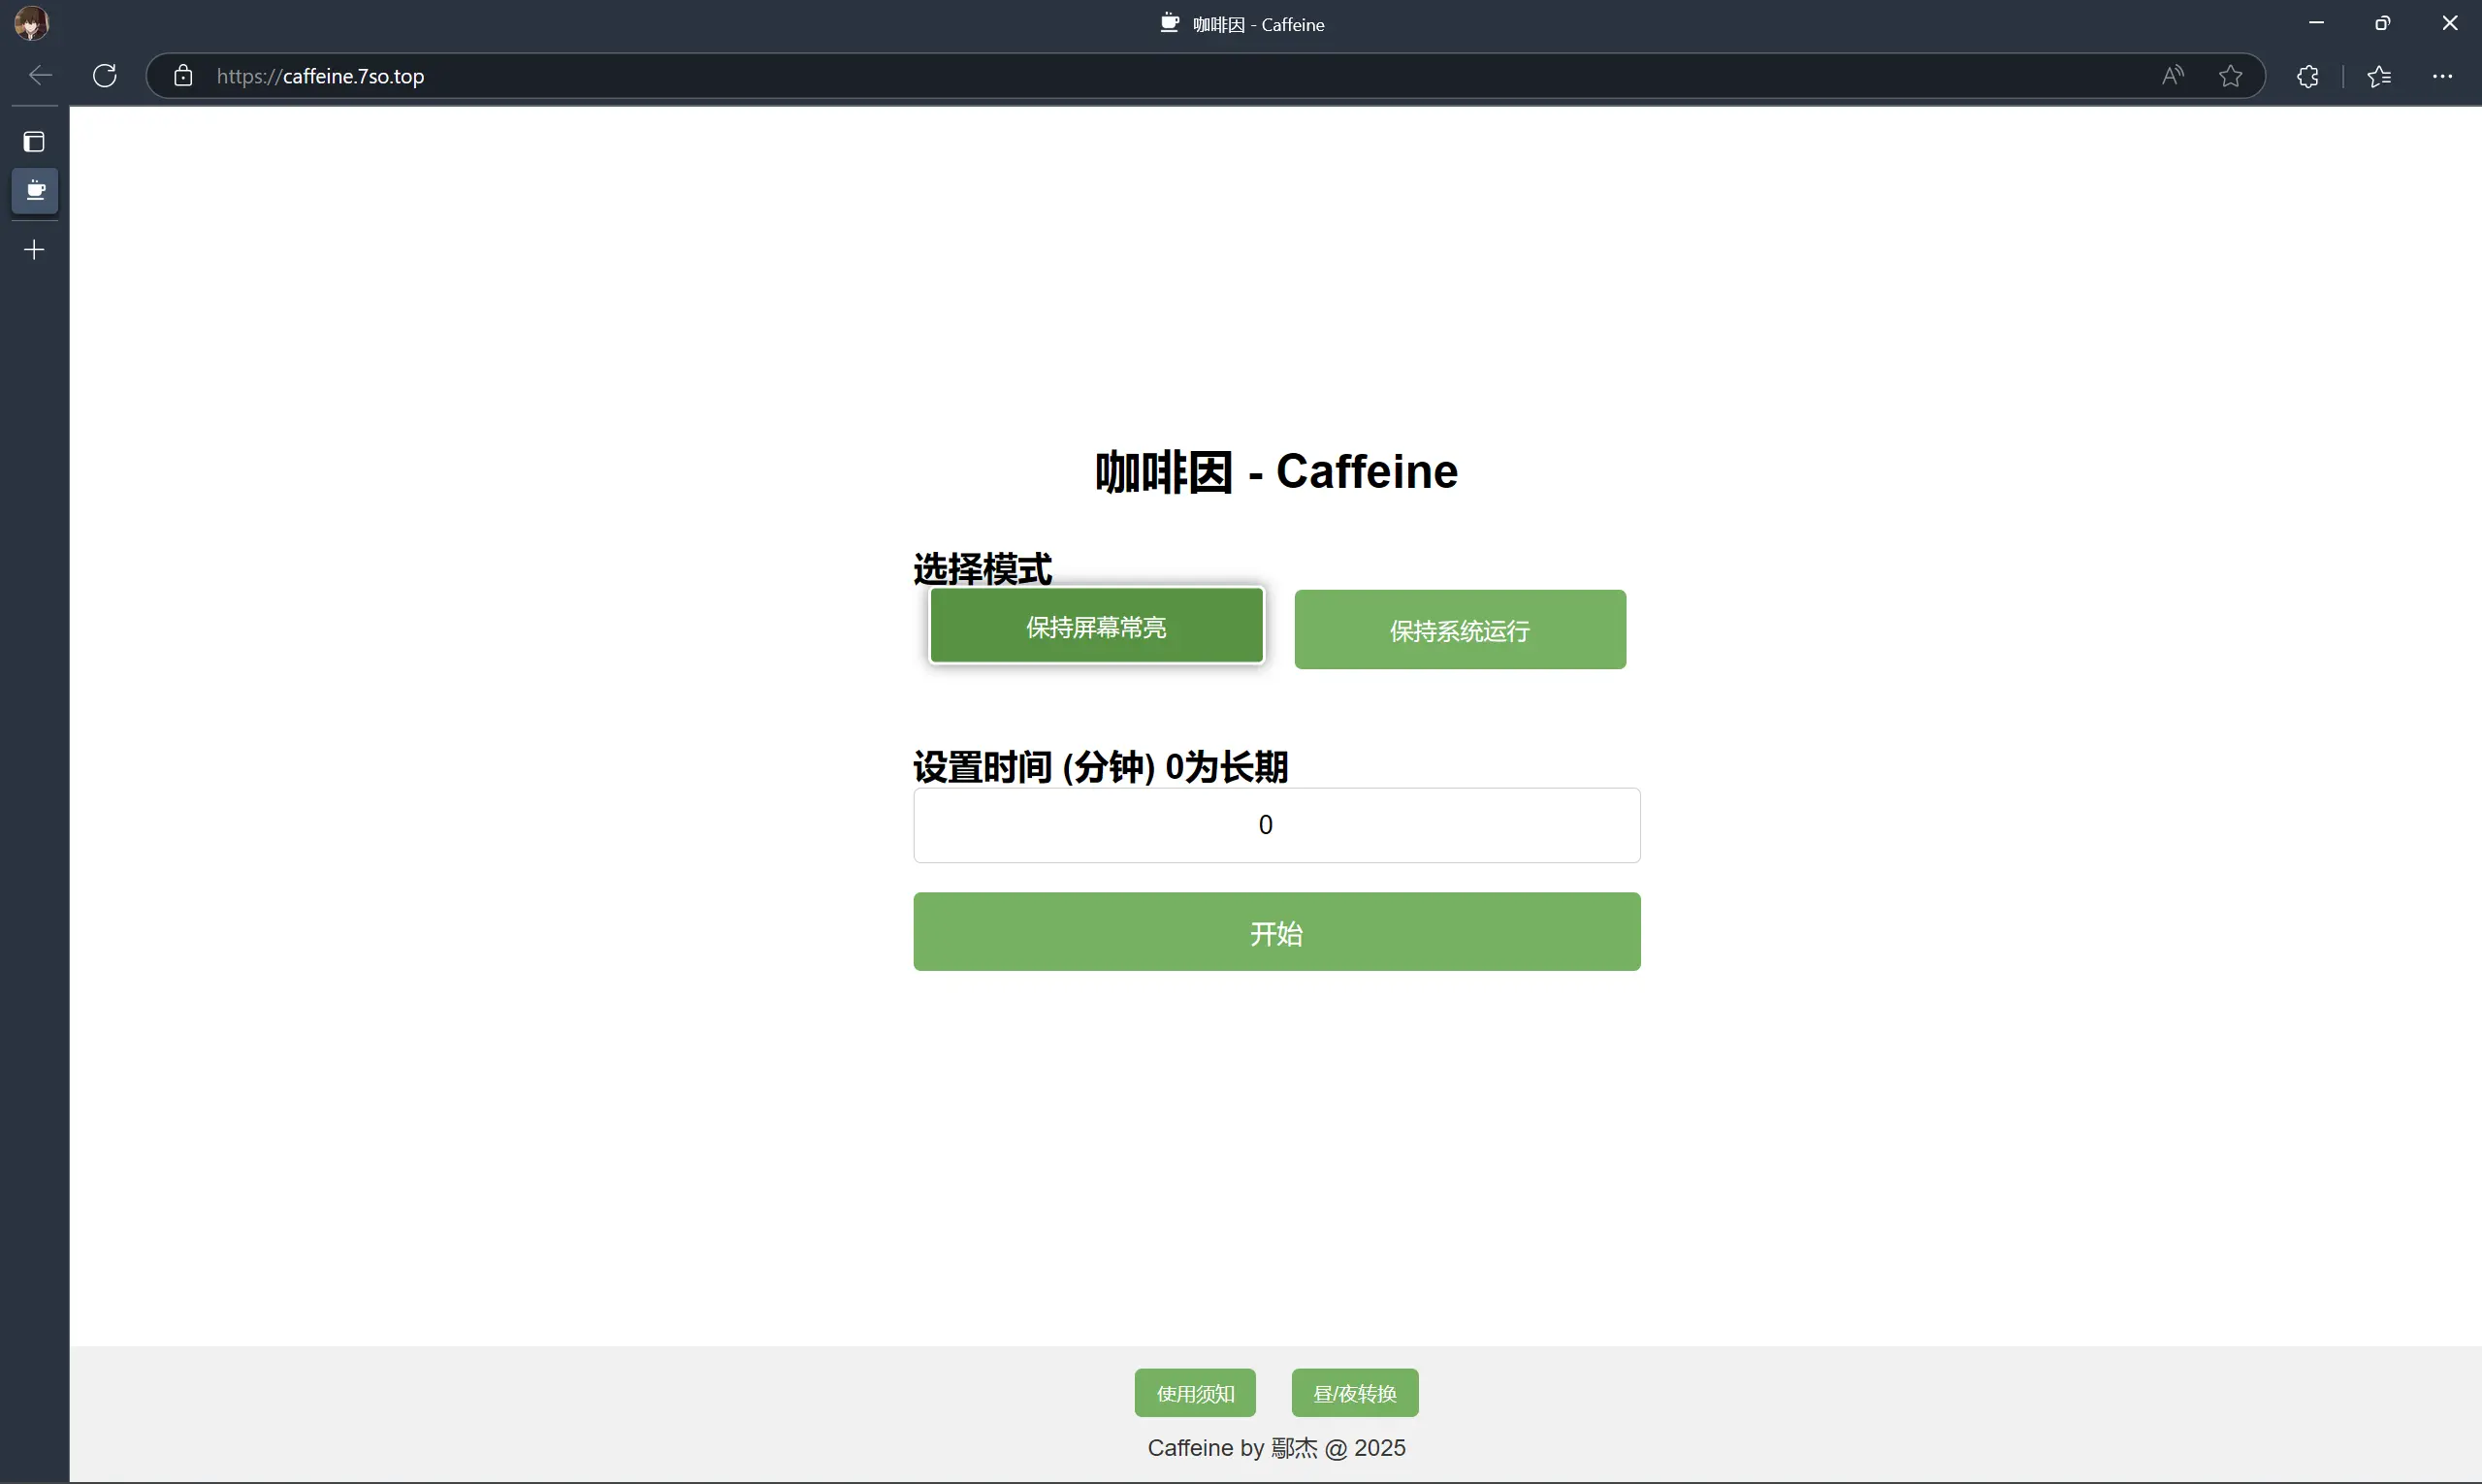 咖啡因 - Caffeine
https://caffeine.7so.top
咖啡因 - Caffeine
选择模式
保持屏幕常亮
保持系统运行
设置时间 (分钟) 0为长期
0
开始
使用须知
昼/夜转换
Caffeine by 鄢杰 @ 2025